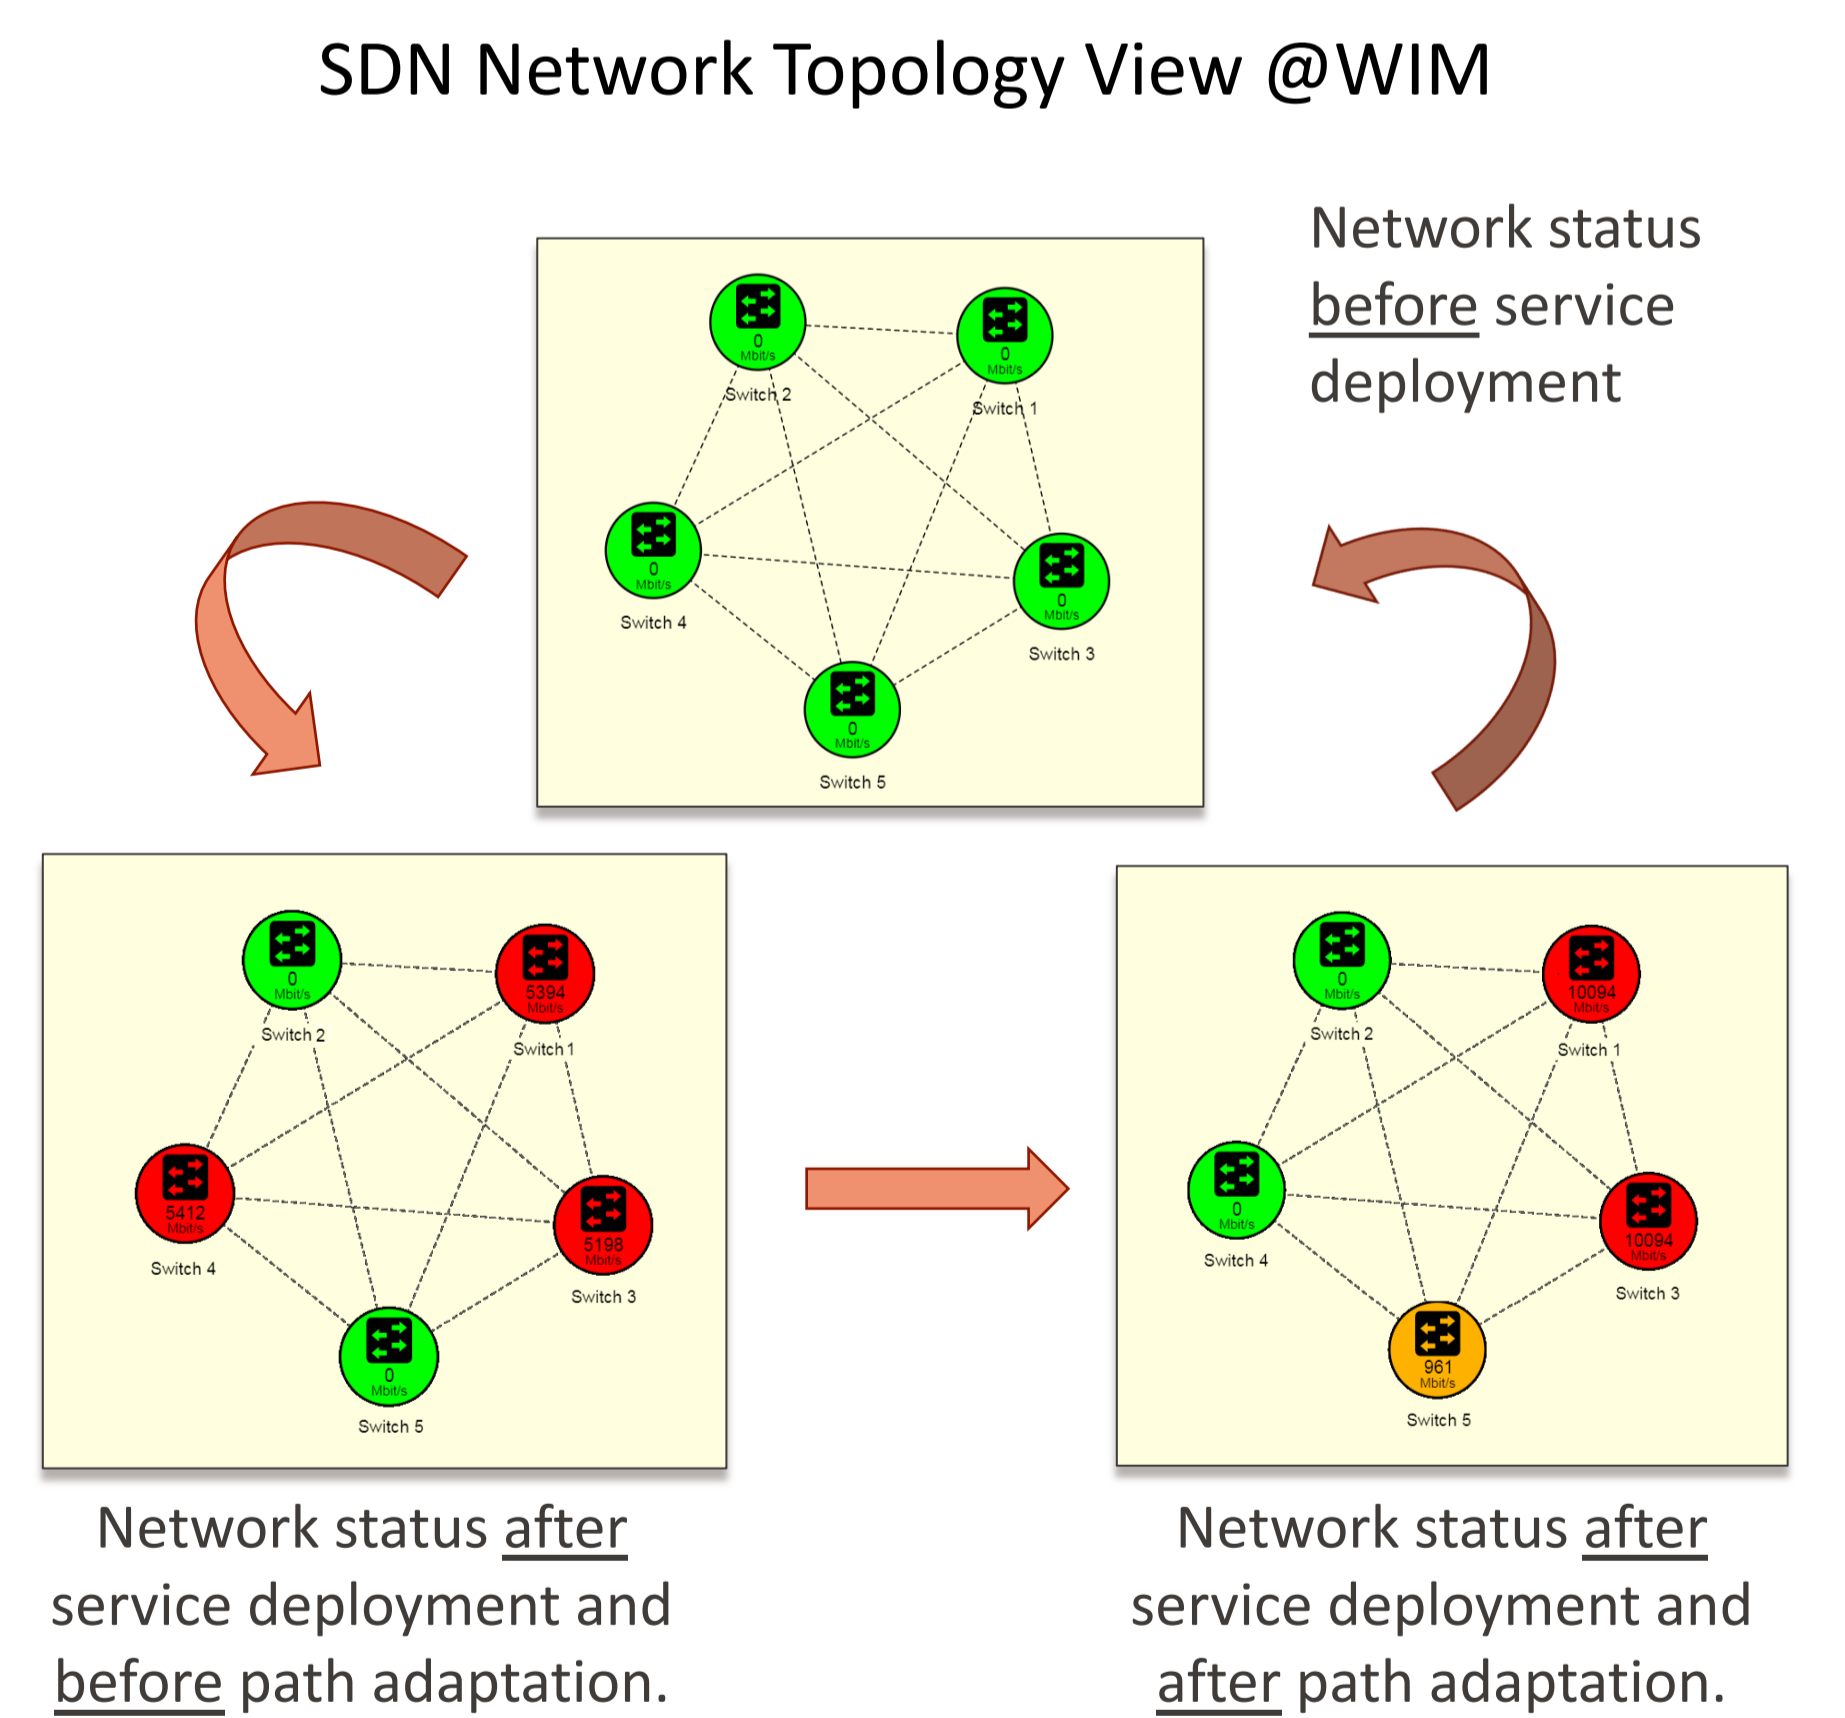 SDN Network Topology View @WIM
Network status
before service
deployment
0
Mbit/s
Switch 2
0
Mbit/s
Switch 1
0
Mbit/s
Switch 4
0
Mbit/s
Switch 3
0
Mbit/s
Switch 5
0
Mbit/s
Switch 2
5394
Mbit/s
Switch 1
5412
Mbit/s
Switch 4
5198
Mbit/s
Switch 3
0
Mbit/s
Switch 5
Network status after
service deployment and
before path adaptation.
0
Mbit/s
Switch 2
10094
Mbit/s
Switch 1
0
Mbit/s
Switch 4
10094
Mbit/s
Switch 3
961
Mbit/s
Switch 5
Network status after
service deployment and
after path adaptation.